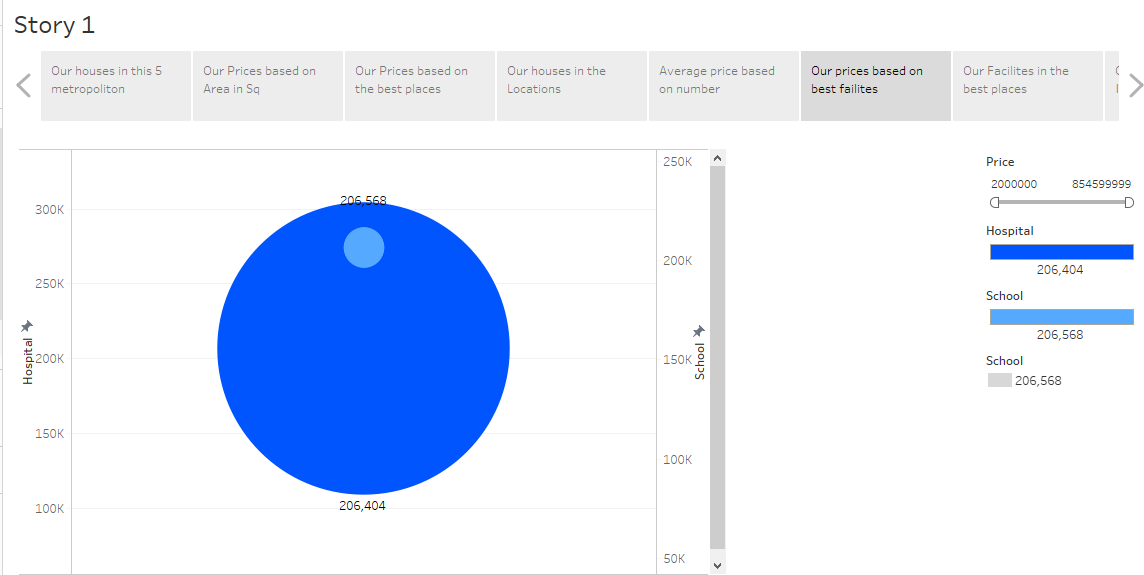 Story 1
Our houses in this 5
metropoliton
Our Prices based on
Area in Sq
Our Prices based on
the best places
Our houses in the
Locations
Average price based
on number
Our prices based on
best failites
Our Facilites in the
best places
Hospital
300K
250K
200K
150K
100K
206,568
206,404
250K
200K
150K
100K
50K
School
Price
2000000 854599999
Hospital
206,404
School
206,568
School
206,568